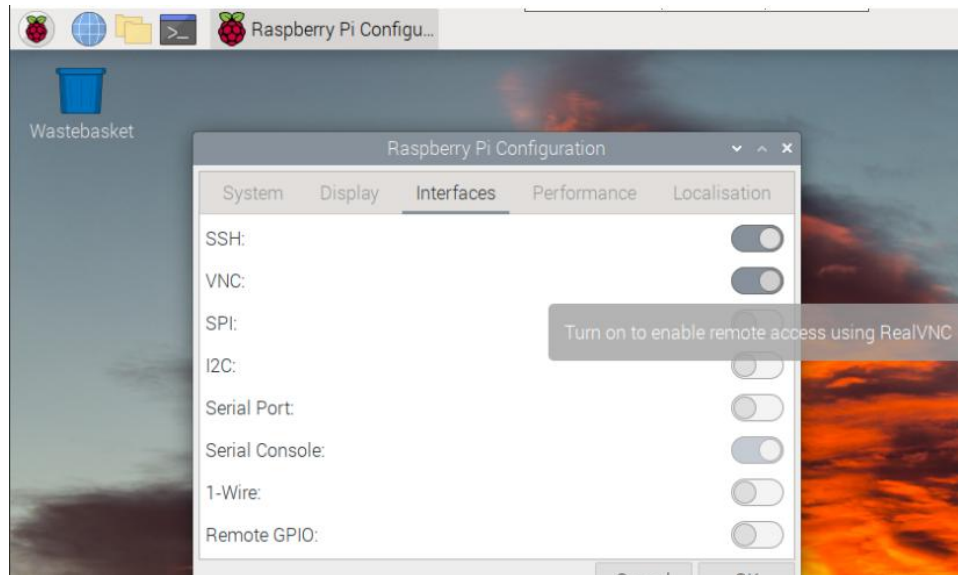 Raspberry Pi Configu...
Wastebasket
Raspberry Pi Configuration
System Display Interfaces Performance Localisation
SSH:
VNC:
SPI:
Turn on to enable remote access using RealVNC
I2C:
Serial Port:
Serial Console:
1-Wire:
Remote GPIO: